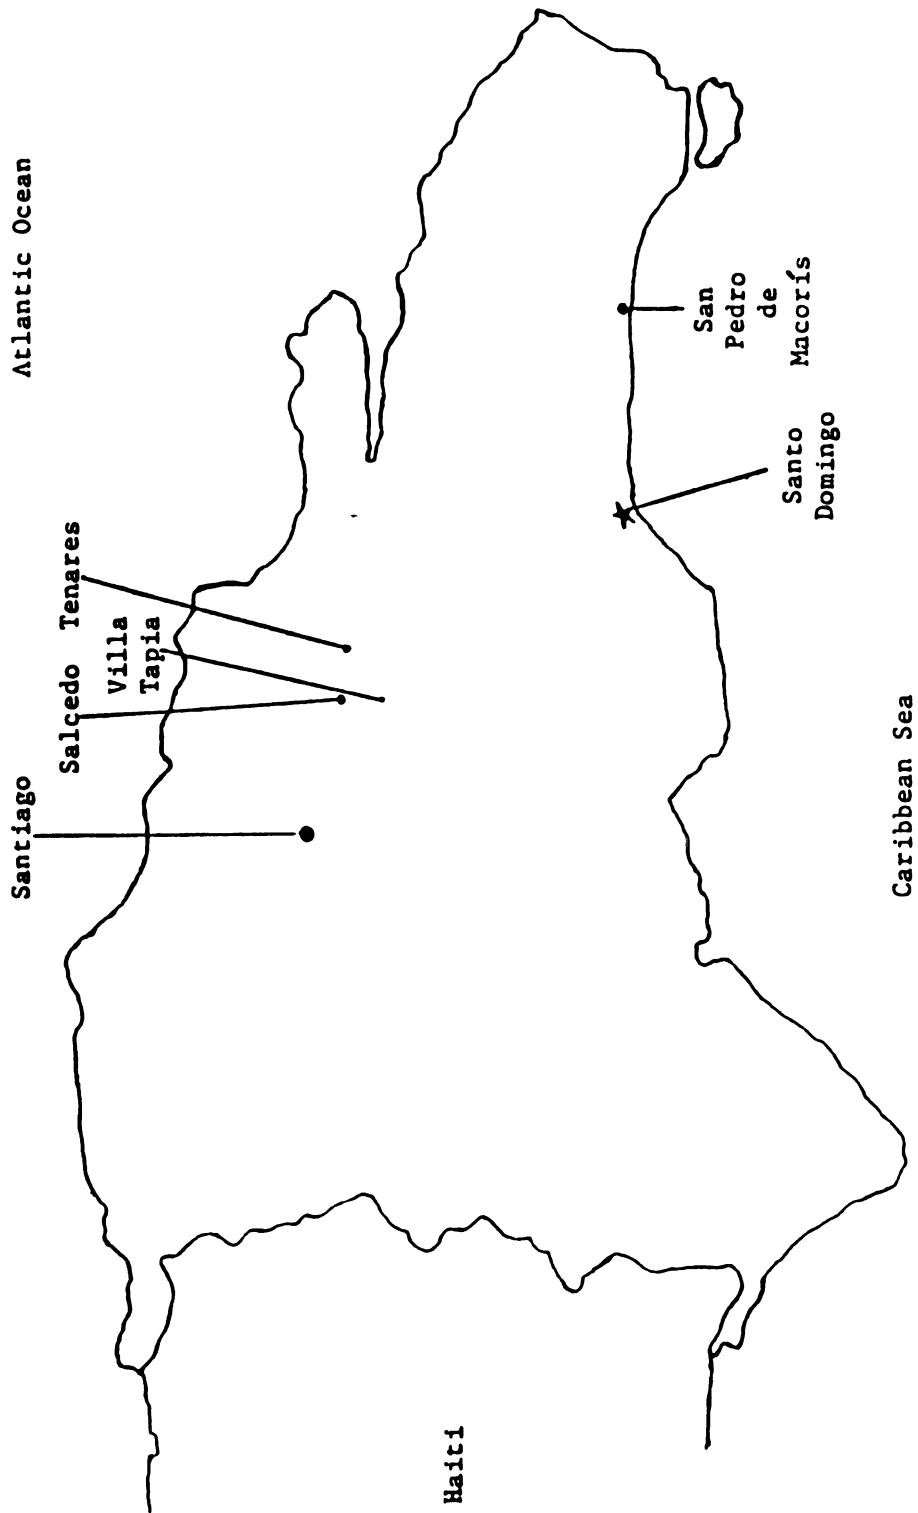 Atlantic Ocean
Santiago
Salcedo
Tenares
Villa
Tapia
Haiti
San
Pedro
de
Macorís
Santo
Domingo
Caribbean Sea